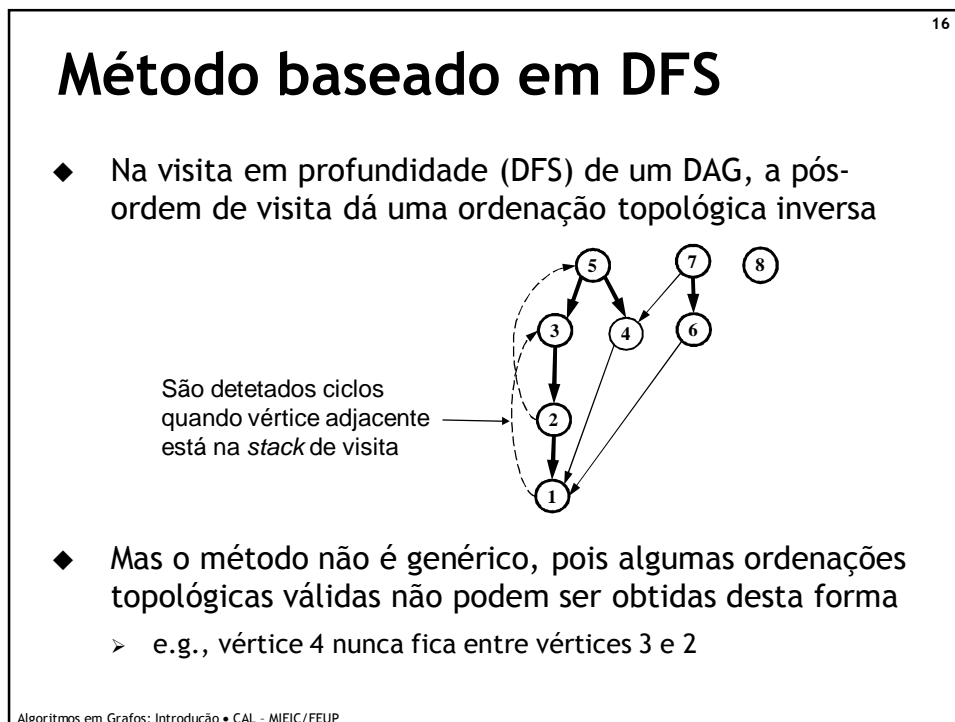 16
Método baseado em DFS
◆ Na visita em profundidade (DFS) de um DAG, a pós-
ordem de visita dá uma ordenação topológica inversa
5 7 8
3 4 6
São detetados ciclos
quando vértice adjacente
está na stack de visita
2
1
◆ Mas o método não é genérico, pois algumas ordenações
topológicas válidas não podem ser obtidas desta forma
➢ e.g., vértice 4 nunca fica entre vértices 3 e 2
Algoritmos em Grafos: Introdução • CAL - MIEIC/FEUP